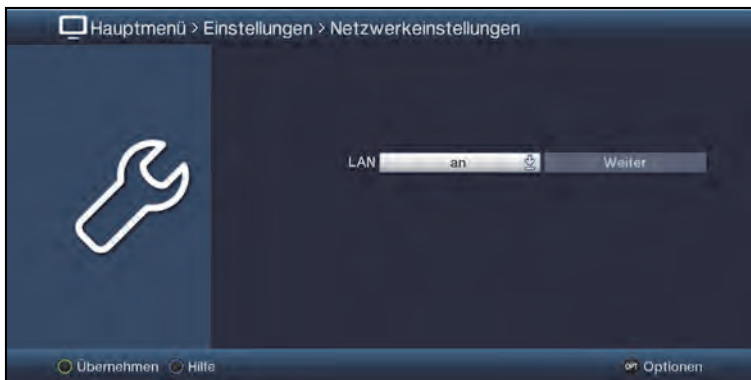 Hauptmenü > Einstellungen > Netzwerkeinstellungen
LAN an Weiter
Übernehmen Hilfe OPT Optionen